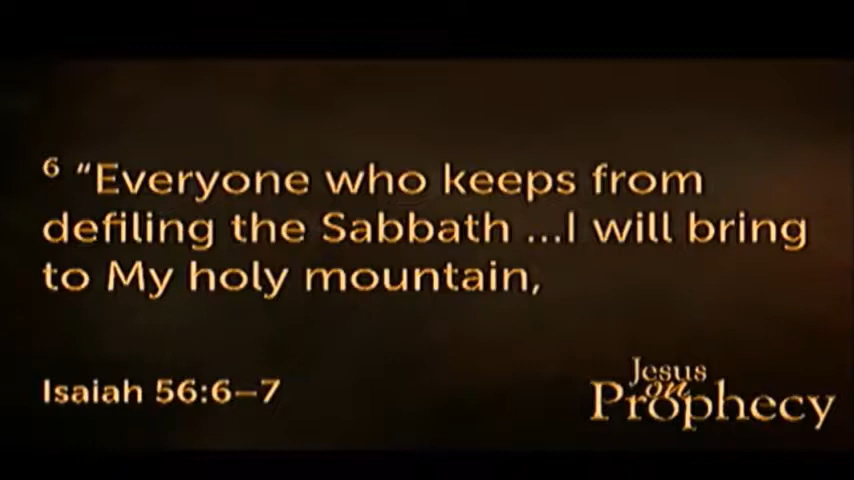 6 “Everyone who keeps from
defiling the Sabbath ...I will bring
to My holy mountain,
Isaiah 56:6–7
Jesus
on
Prophecy